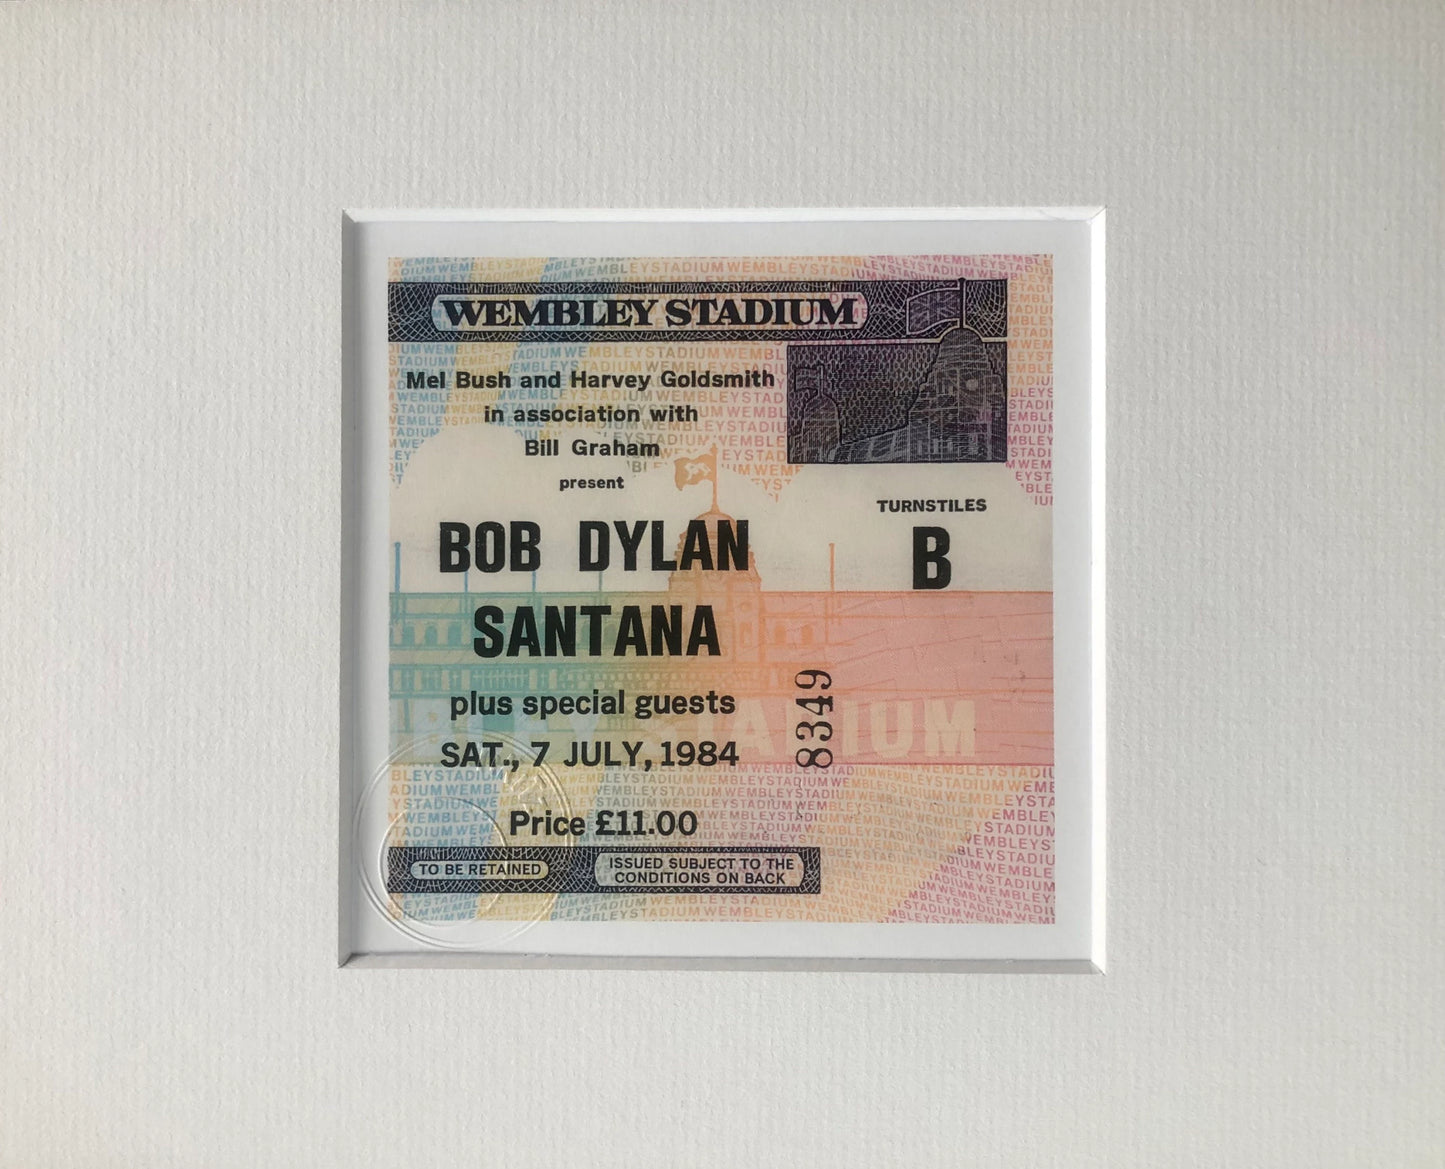 WEMBLEY STADIUM
Mel Bush and Harvey Goldsmith
in association with
Bill Graham
present
TURNSTILES
B
BOB DYLAN
SANTANA
plus special guests
SAT., 7 JULY, 1984
8349
Price £11.00
TO BE RETAINED
ISSUED SUBJECT TO THE
CONDITIONS ON BACK